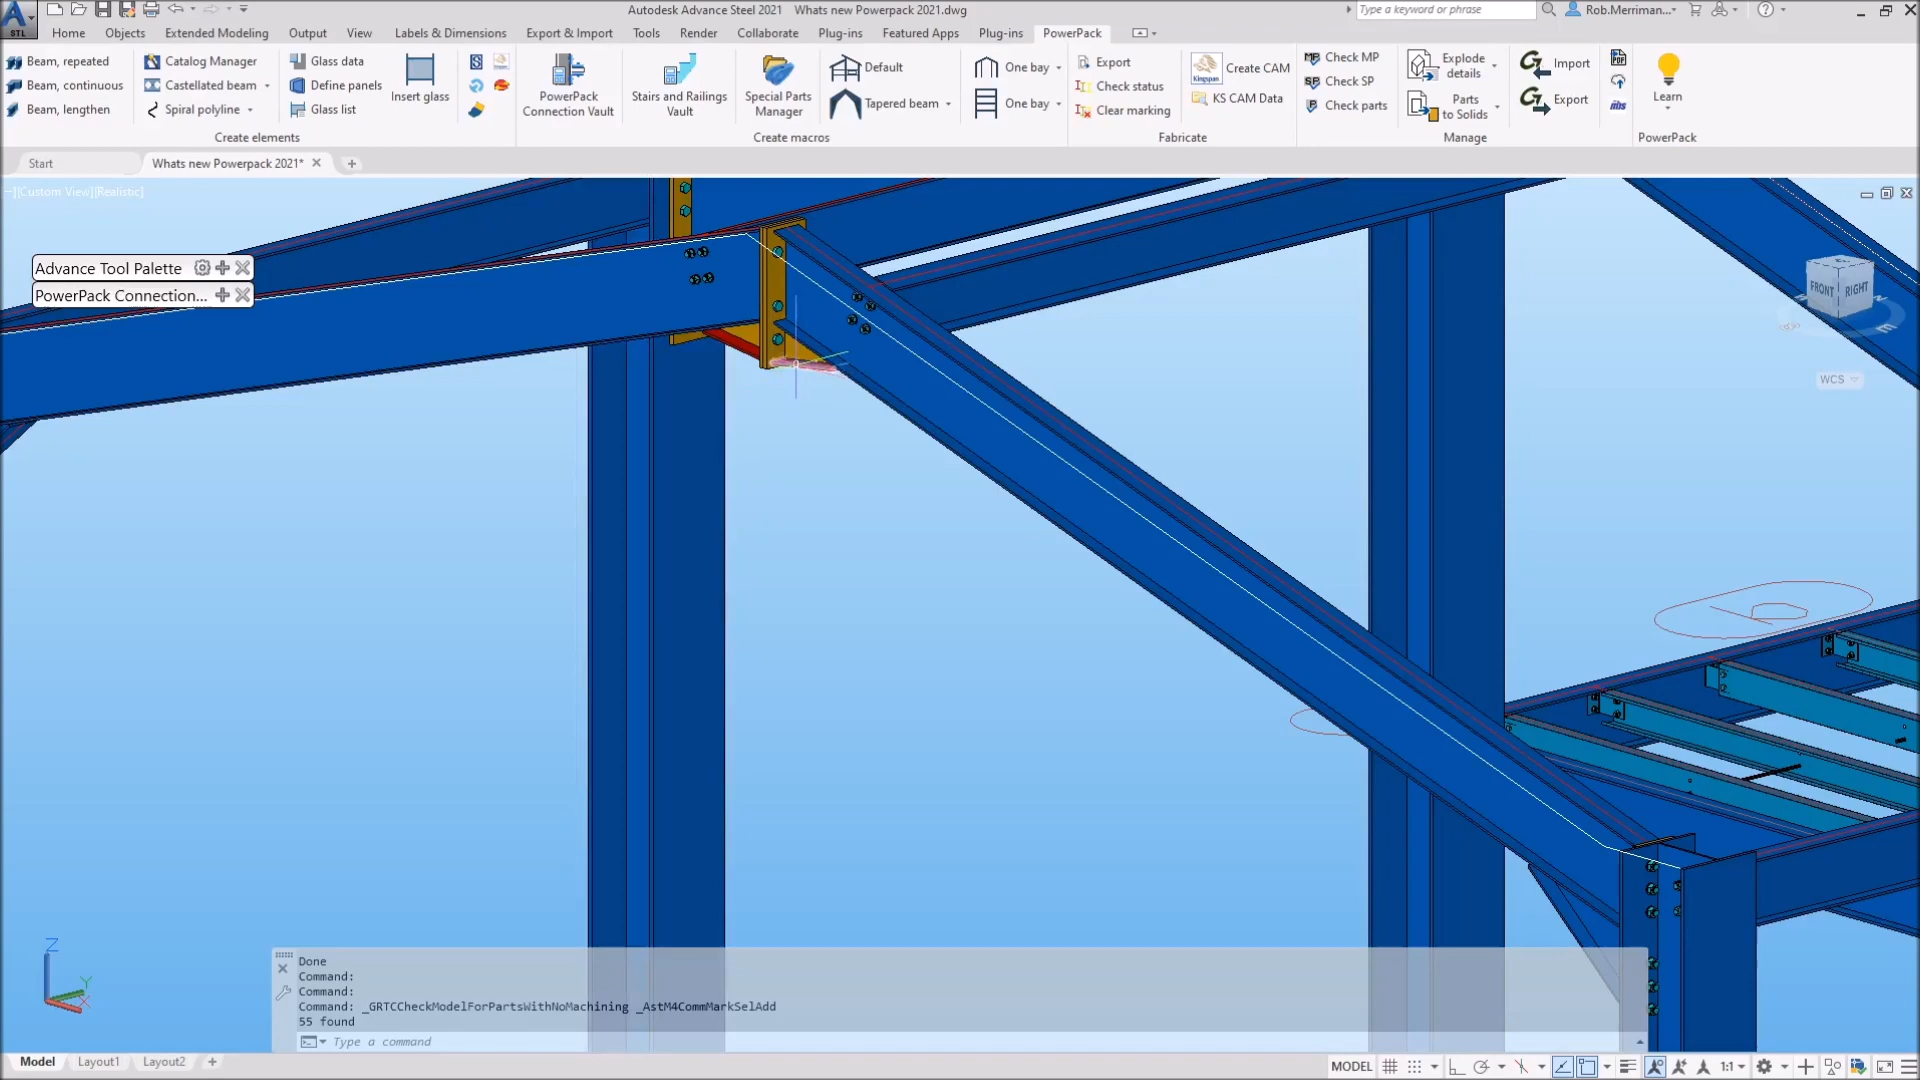 Autodesk Advance Steel 2021 Whats new Powerpack 2021.dwg
Type a keyword or phrase
Rob.Merriman...
STL
Home Objects Extended Modeling Output View Labels & Dimensions Export & Import Tools Render Collaborate Plug-ins Featured Apps Plug-ins PowerPack
Beam, repeated
Beam, continuous
Beam, lengthen
Catalog Manager
Castellated beam
Spiral polyline
Glass data
Define panels
Glass list
Insert glass
Create elements
PowerPack
Connection Vault
Stairs and Railings
Vault
Special Parts
Manager
Default
Tapered beam
One bay
One bay
Create macros
Export
Check status
Clear marking
Kingspan
Create CAM
KS CAM Data
Fabricate
Check MP
Check SP
Check parts
Explode
details
Parts
to Solids
Manage
Import
Export
PDF
Learn
PowerPack
Start
Whats new Powerpack 2021*
[Custom View][Realistic]
Advance Tool Palette
PowerPack Connection...
FRONT RIGHT
E
WCS
Z
Y
X
Done
Command:
Command:
Command: _GRTCCheckModelForPartsWithNoMachining _AstM4CommMarkSelAdd
55 found
Type a command
Model Layout1 Layout2
MODEL
1:1